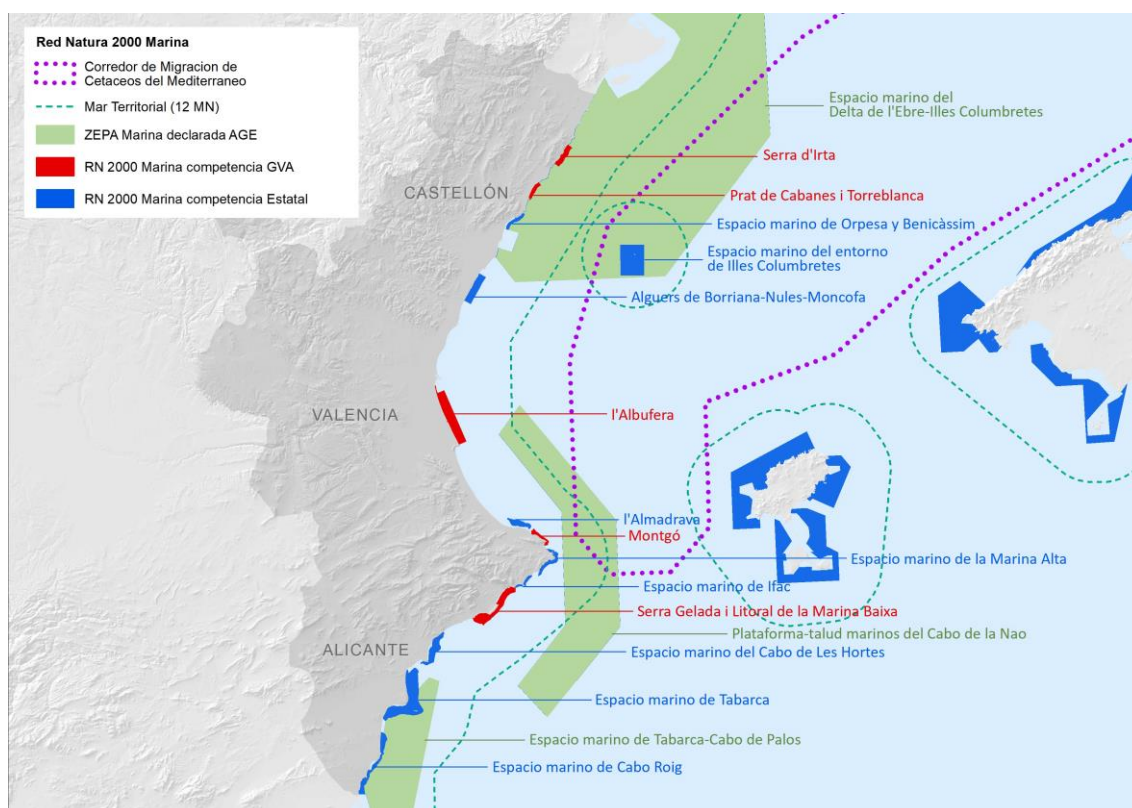 Red Natura 2000 Marina
Corredor de Migracion de
Cetaceos del Mediterraneo
Mar Territorial (12 MN)
ZEPA Marina declarada AGE
RN 2000 Marina competencia GVA
RN 2000 Marina competencia Estatal
Espacio marino del
Delta de l'Ebre-Illes Columbretes
Serra d'Irta
CASTELLÓN
Prat de Cabanes i Torreblanca
Espacio marino de Orpesa y Benicàssim
Espacio marino del entorno
de Illes Columbretes
Alguers de Borriana-Nules-Moncofa
VALENCIA
l'Albufera
l'Almadrava
Montgó
Espacio marino de la Marina Alta
Espacio marino de Ifac
Serra Gelada i Litoral de la Marina Baixa
Plataforma-talud marinos del Cabo de la Nao
ALICANTE
Espacio marino del Cabo de Les Hortes
Espacio marino de Tabarca
Espacio marino de Tabarca-Cabo de Palos
Espacio marino de Cabo Roig